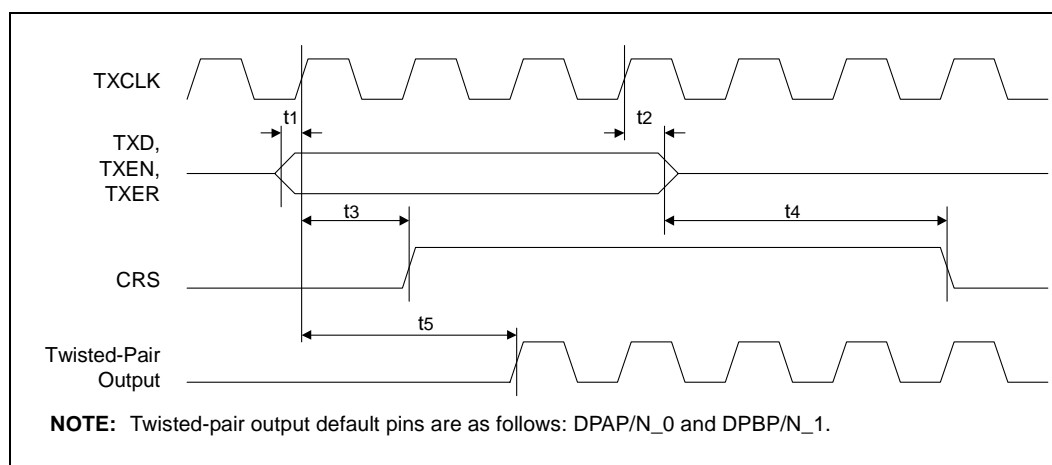 TXCLK
t1
t2
TXD,
TXEN,
TXER
t3
t4
CRS
t5
Twisted-Pair
Output
NOTE: Twisted-pair output default pins are as follows: DPAP/N_0 and DPBP/N_1.